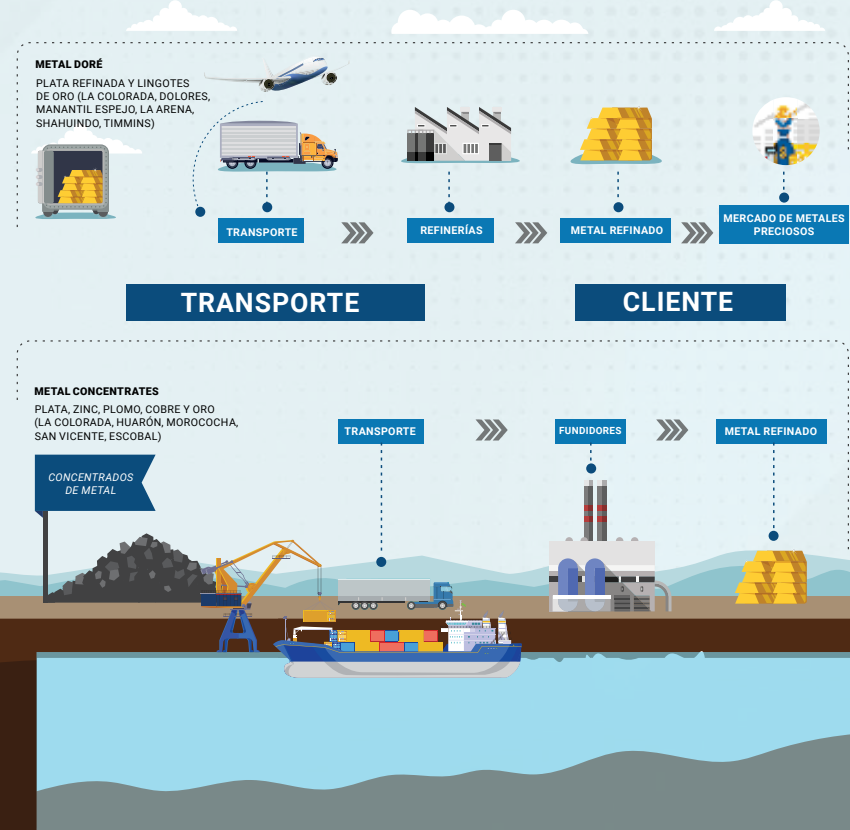 METAL DORÉ
PLATA REFINADA Y LINGOTES
DE ORO (LA COLORADA, DOLORES,
MANANTIL ESPEJO, LA ARENA,
SHAHUINDO, TIMMINS)
TRANSPORTE
REFINERÍAS
METAL REFINADO
MERCADO DE METALES
PRECIOSOS
TRANSPORTE
CLIENTE
METAL CONCENTRATES
PLATA, ZINC, PLOMO, COBRE Y ORO
(LA COLORADA, HUARÓN, MOROCOCHA,
SAN VICENTE, ESCOBAL)
TRANSPORTE
FUNDIDORES
METAL REFINADO
CONCENTRADOS
DE METAL